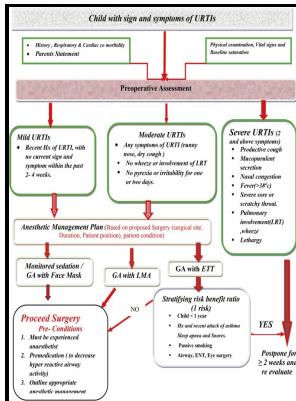 Child with sign and symptoms of URTIs
• History , Respiratory & Cardiac co morbidity
• Parents Statement
Physical examination, Vital signs and
Baseline saturation
Preoperative Assessment
Mild URTIs
• Recent Hx of URTI, with
no current sign and
symptom within the past
2- 4 weeks.
Moderate URTIs
• Any symptoms of URTI (runny
nose, dry cough )
• No wheeze or involvement of LRT
• No pyrexia or irritability for one or
two days.
Severe URTIs (2
and above symptoms)
• Productive cough
• Mucopurulent
secretion
• Nasal congestion
• Fever(>38°c)
• Severe sore or
scratchy throat.
• Pulmonary
involvement(LRT)
,wheeze
• Lethargy
Anesthetic Management Plan (Based on proposed Surgery (surgical site,
Duration, Patient position), patient condition)
Monitored sedation /
GA with Face Mask
GA with LMA
GA with ETT
Proceed Surgery
Pre- Conditions
1. Must be experienced
anaesthetist
2. Premedication ( to decrease
hyper reactive airway
activity)
3. Outline appropriate
anesthetic management
NO
Stratifying risk benefit ratio
(1 risk)
• Child < 1 year
• Hx and recent attack of asthma
Sleep apnea and Snores.
• Passive smoking
• Airway, ENT, Eye surgery
YES
Postpone for
≥ 2 weeks and
re evaluate